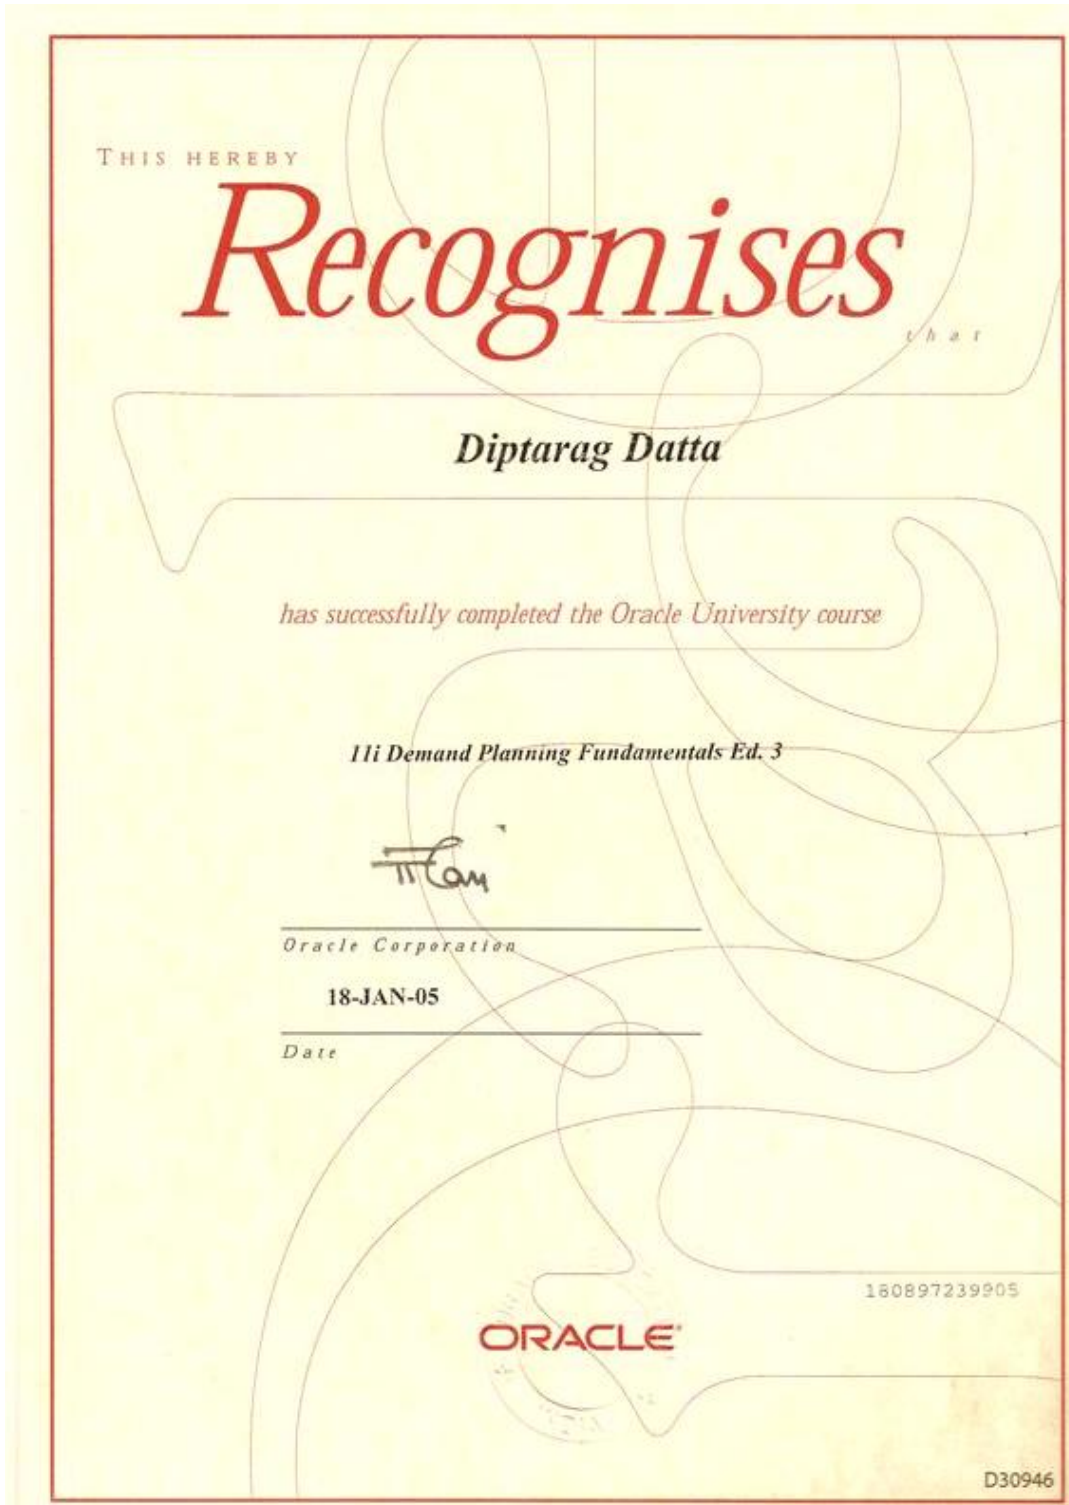 THIS HEREBY
Recognises
that
Diptarag Datta
has successfully completed the Oracle University course
11i Demand Planning Fundamentals Ed. 3
Oracle Corporation
18-JAN-05
Date
180897239905
ORACLE®
D30946